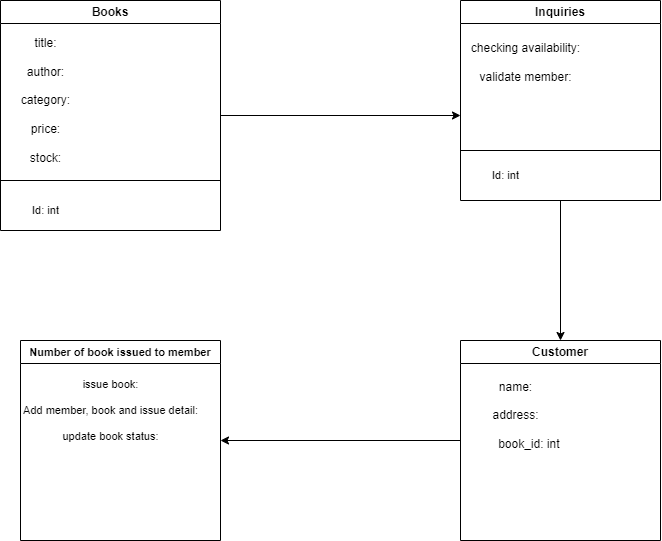 Books
title:
author:
category:
price:
stock:
Id: int
Inquiries
checking availability:
validate member:
Id: int
Number of book issued to member
issue book:
Add member, book and issue detail:
update book status:
Customer
name:
address:
book_id: int